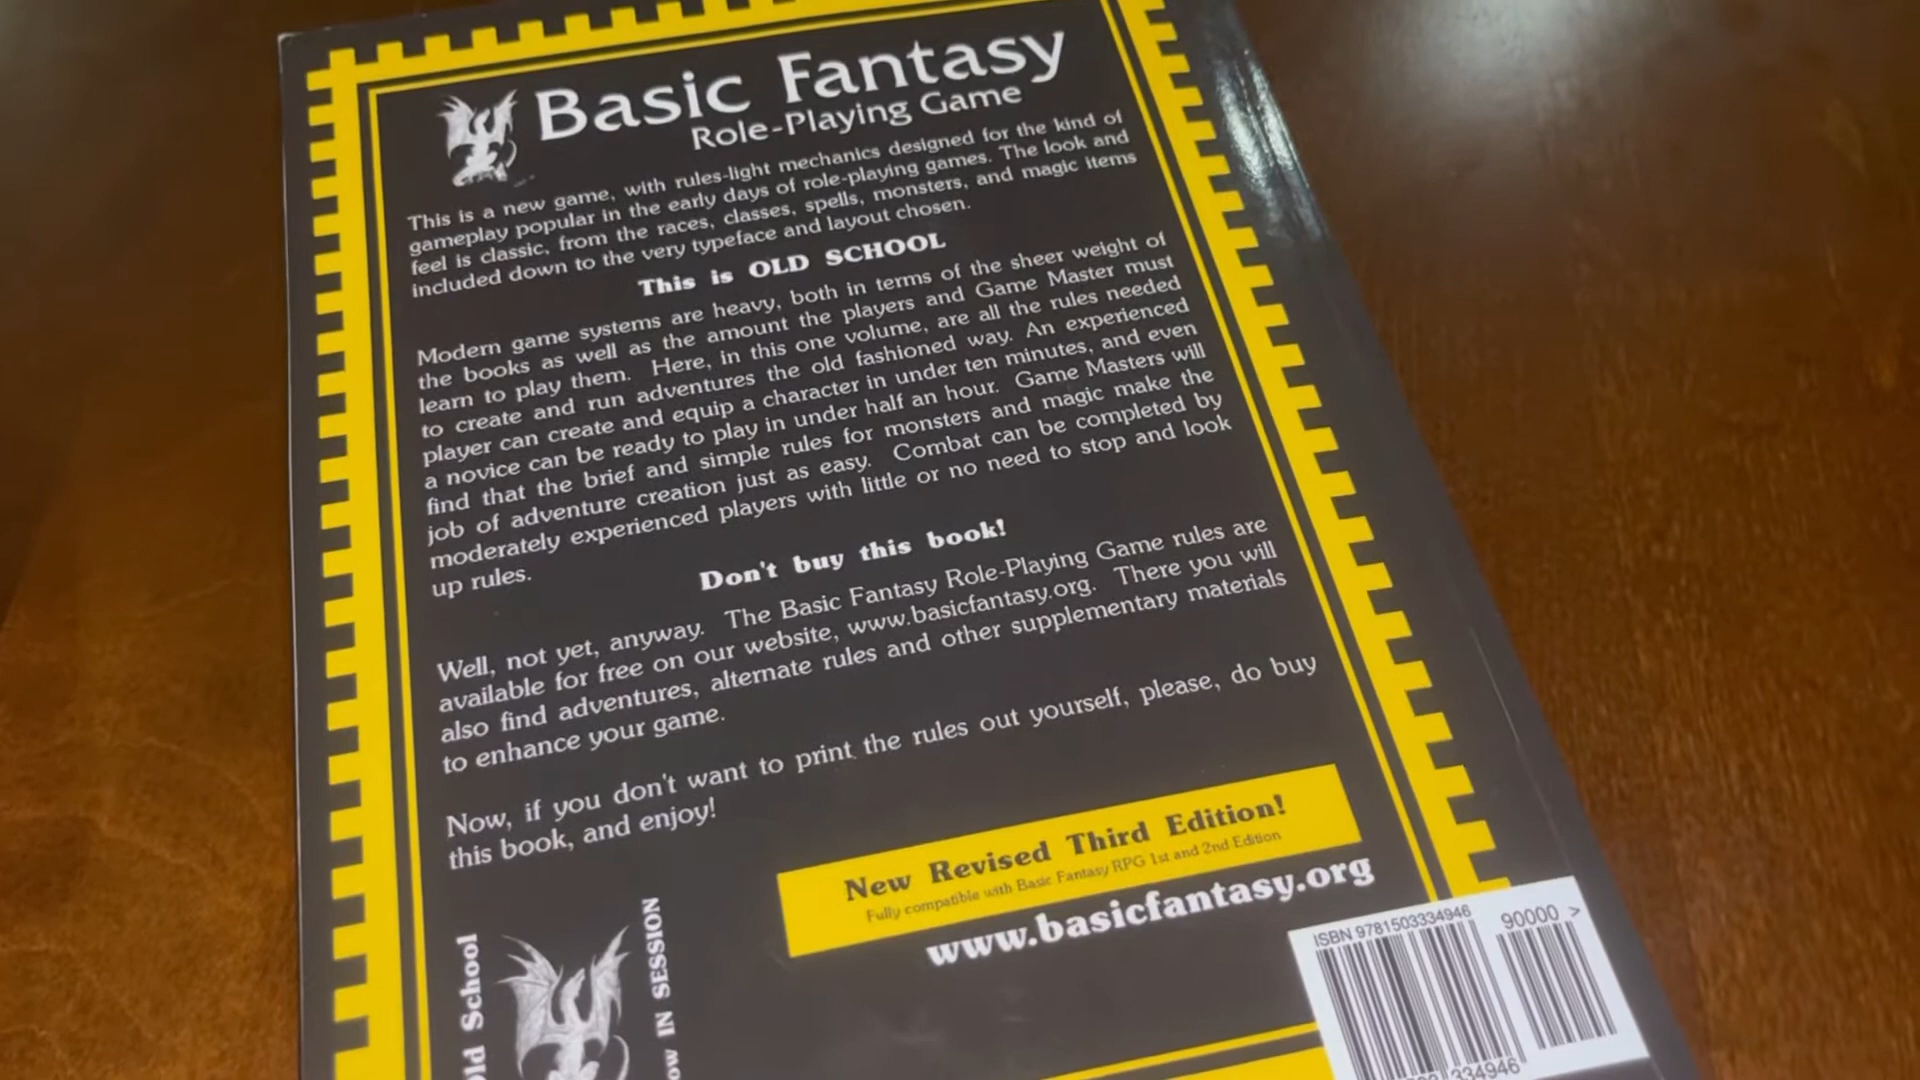 Basic Fantasy
Role-Playing Game
This is a new game, with rules-light mechanics designed for the kind of
gameplay popular in the early days of role-playing games. The look and
feel is classic, from the races, classes, spells, monsters, and magic items
included down to the very typeface and layout chosen.
This is OLD SCHOOL
Modern game systems are heavy, both in terms of the sheer weight of
the books as well as the amount the players and Game Master must
learn to play them. Here, in this one volume, are all the rules needed
to create and run adventures the old fashioned way. An experienced
player can create and equip a character in under ten minutes, and even
a novice can be ready to play in under half an hour. Game Masters will
find that the brief and simple rules for monsters and magic make the
job of adventure creation just as easy. Combat can be completed by
moderately experienced players with little or no need to stop and look
up rules.
Don't buy this book!
Well, not yet, anyway. The Basic Fantasy Role-Playing Game rules are
available for free on our website, www.basicfantasy.org. There you will
also find adventures, alternate rules and other supplementary materials
to enhance your game.
Now, if you don't want to print the rules out yourself, please, do buy
this book, and enjoy!
New Revised Third Edition!
Fully compatible with Basic Fantasy RPG 1st and 2nd Edition
www.basicfantasy.org
ld School
ow IN SESSION
ISBN 9781503334946
90000 >
334946